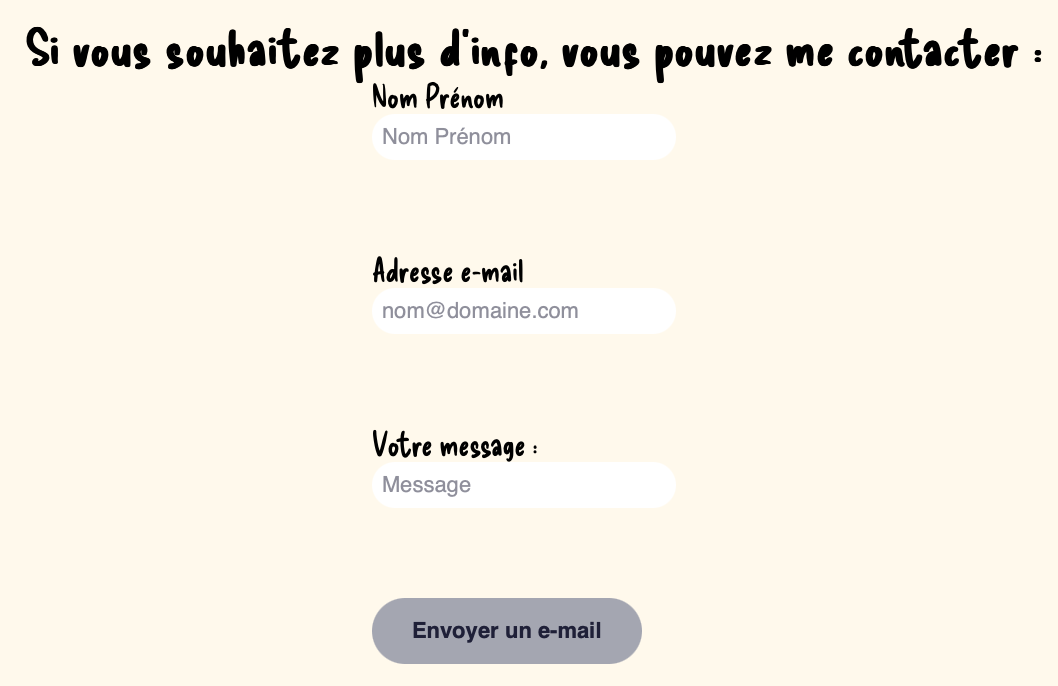 Si vous souhaitez plus d'info, vous pouvez me contacter :
Nom Prénom
Nom Prénom
Adresse e-mail
nom@domaine.com
Votre message :
Message
Envoyer un e-mail